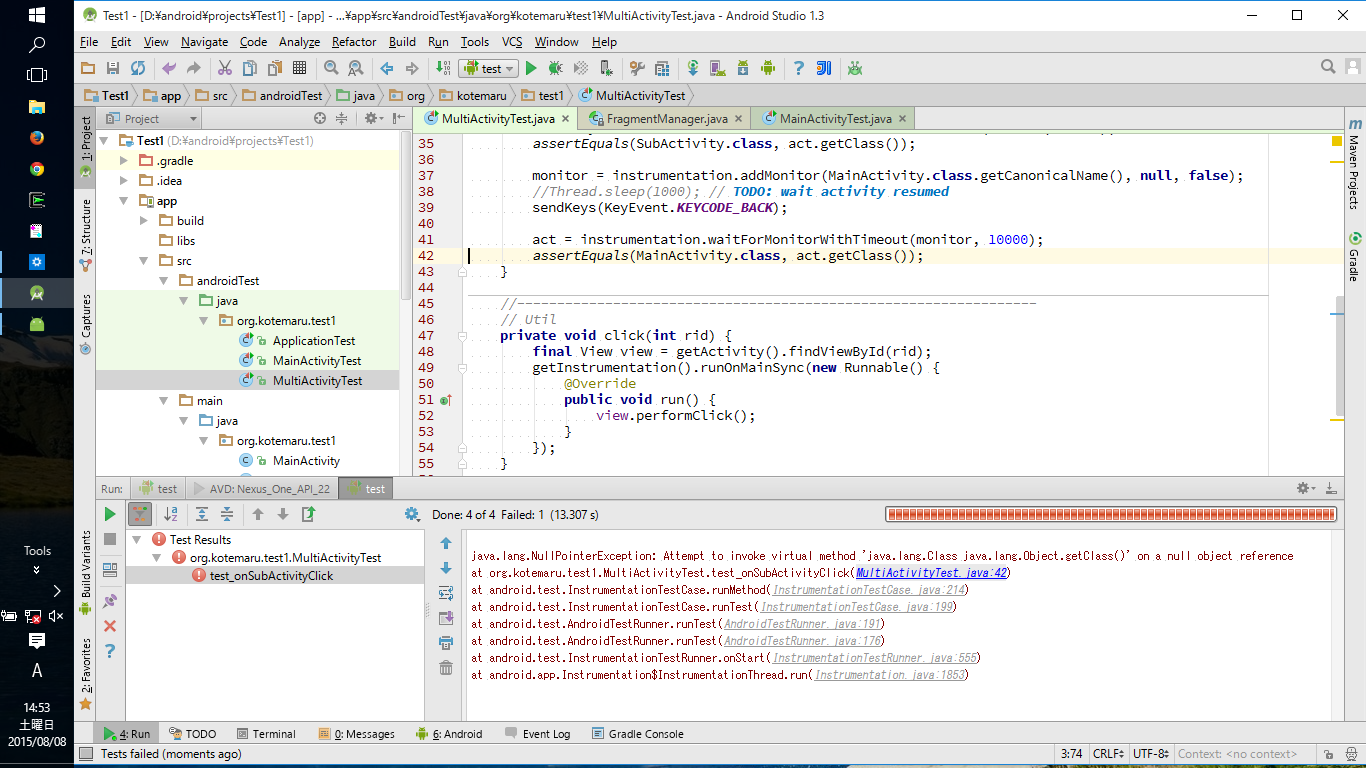 Test1 - [D:¥android¥projects¥Test1] - [app] - ...¥app¥src¥androidTest¥java¥org¥kotemaru¥test1¥MultiActivityTest.java - Android Studio 1.3
File Edit View Navigate Code Analyze Refactor Build Run Tools VCS Window Help
test
Test1 app src androidTest java org kotemaru test1 MultiActivityTest
Project
MultiActivityTest.java FragmentManager.java MainActivityTest.java
1: Project
7: Structure
Captures
Build Variants
2: Favorites
Maven Projects
Gradle
Test1 (D:¥android¥projects¥Test1)
.gradle
.idea
app
build
libs
src
androidTest
java
org.kotemaru.test1
ApplicationTest
MainActivityTest
MultiActivityTest
main
java
org.kotemaru.test1
MainActivity
35 assertEquals(SubActivity.class, act.getClass());
36
37 monitor = instrumentation.addMonitor(MainActivity.class.getCanonicalName(), null, false);
38 //Thread.sleep(1000); // TODO: wait activity resumed
39 sendKeys(KeyEvent.KEYCODE_BACK);
40
41 act = instrumentation.waitForMonitorWithTimeout(monitor, 10000);
42 assertEquals(MainActivity.class, act.getClass());
43 }
44
45 //-----------------------------------------------------------------
46 // Util
47 private void click(int rid) {
48 final View view = getActivity().findViewById(rid);
49 getInstrumentation().runOnMainSync(new Runnable() {
50 @Override
51 public void run() {
52 view.performClick();
53 }
54 });
55 }
Run: test AVD: Nexus_One_API_22 test
Done: 4 of 4 Failed: 1 (13.307 s)
Test Results
org.kotemaru.test1.MultiActivityTest
test_onSubActivityClick
java.lang.NullPointerException: Attempt to invoke virtual method 'java.lang.Class java.lang.Object.getClass()' on a null object reference
at org.kotemaru.test1.MultiActivityTest.test_onSubActivityClick(MultiActivityTest.java:42)
at android.test.InstrumentationTestCase.runMethod(InstrumentationTestCase.java:214)
at android.test.InstrumentationTestCase.runTest(InstrumentationTestCase.java:199)
at android.test.AndroidTestRunner.runTest(AndroidTestRunner.java:191)
at android.test.AndroidTestRunner.runTest(AndroidTestRunner.java:176)
at android.test.InstrumentationTestRunner.onStart(InstrumentationTestRunner.java:555)
at android.app.Instrumentation$InstrumentationThread.run(Instrumentation.java:1853)
4: Run TODO Terminal 0: Messages 6: Android Event Log Gradle Console
Tests failed (moments ago)
3:74 CRLF UTF-8 Context: <no context>
Tools
A
14:53
土曜日
2015/08/08